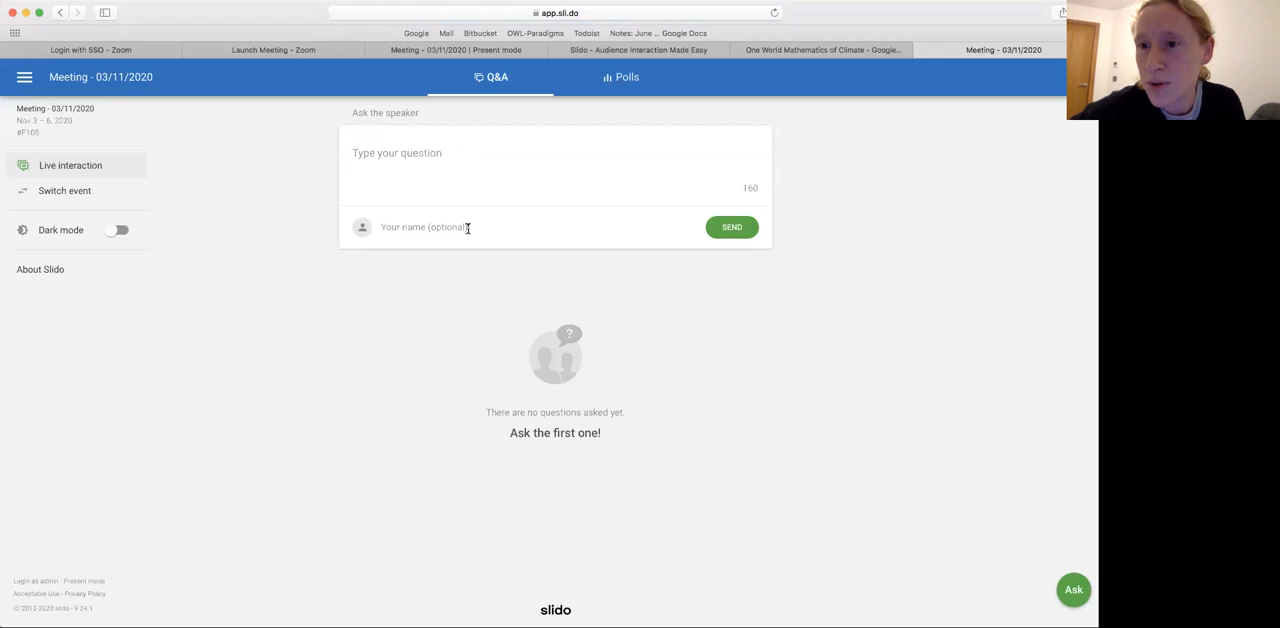 app.sli.do
Google Mail Bitbucket OWL-Paradigms Todoist Notes: June ... Google Docs
Login with SSO - Zoom Launch Meeting - Zoom Meeting - 03/11/2020 | Present mode Slido - Audience Interaction Made Easy One World Mathematics of Climate - Google... Meeting - 03/11/2020
Meeting - 03/11/2020 Q&A Polls
Meeting - 03/11/2020
Nov 3 – 6, 2020
#F108
Live interaction
Switch event
Dark mode
About Slido
Ask the speaker
Type your question
160
Your name (optional)
SEND
?
There are no questions asked yet.
Ask the first one!
Login as admin - Present mode
Acceptable Use - Privacy Policy
© 2012-2020 slido - 9.24.1
slido
Ask